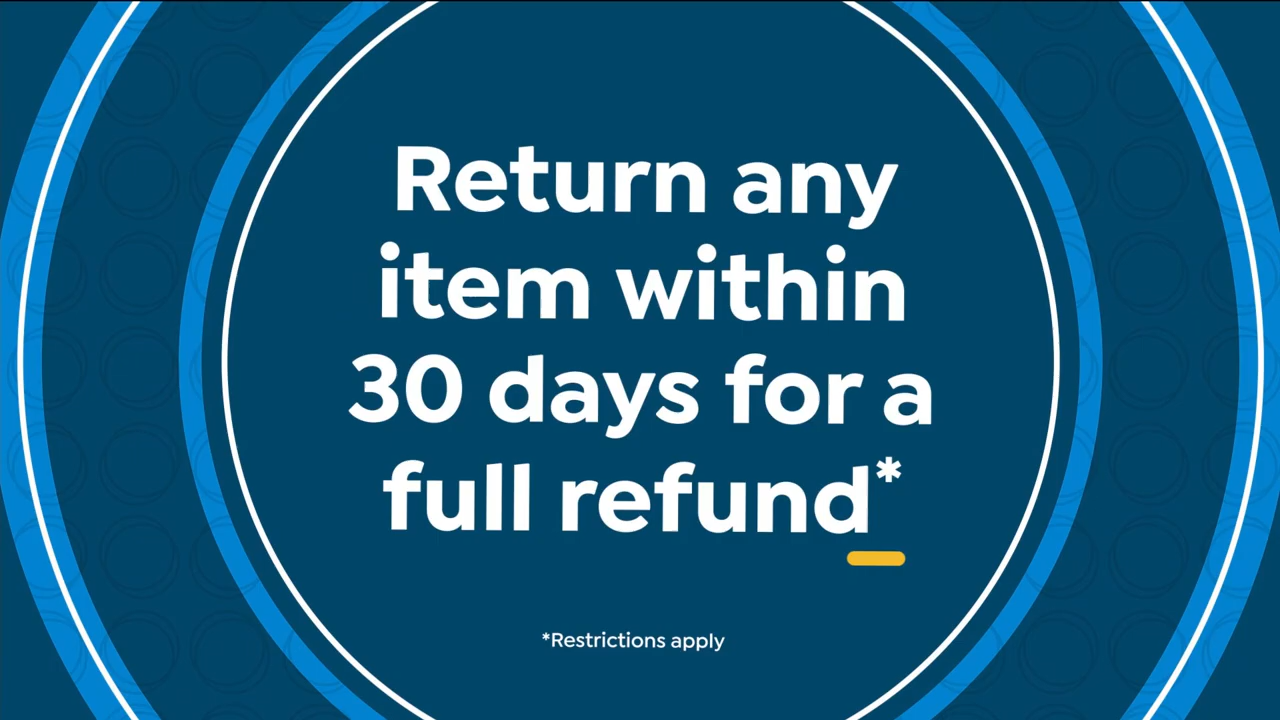 Return any
item within
30 days for a
full refund*
*Restrictions apply